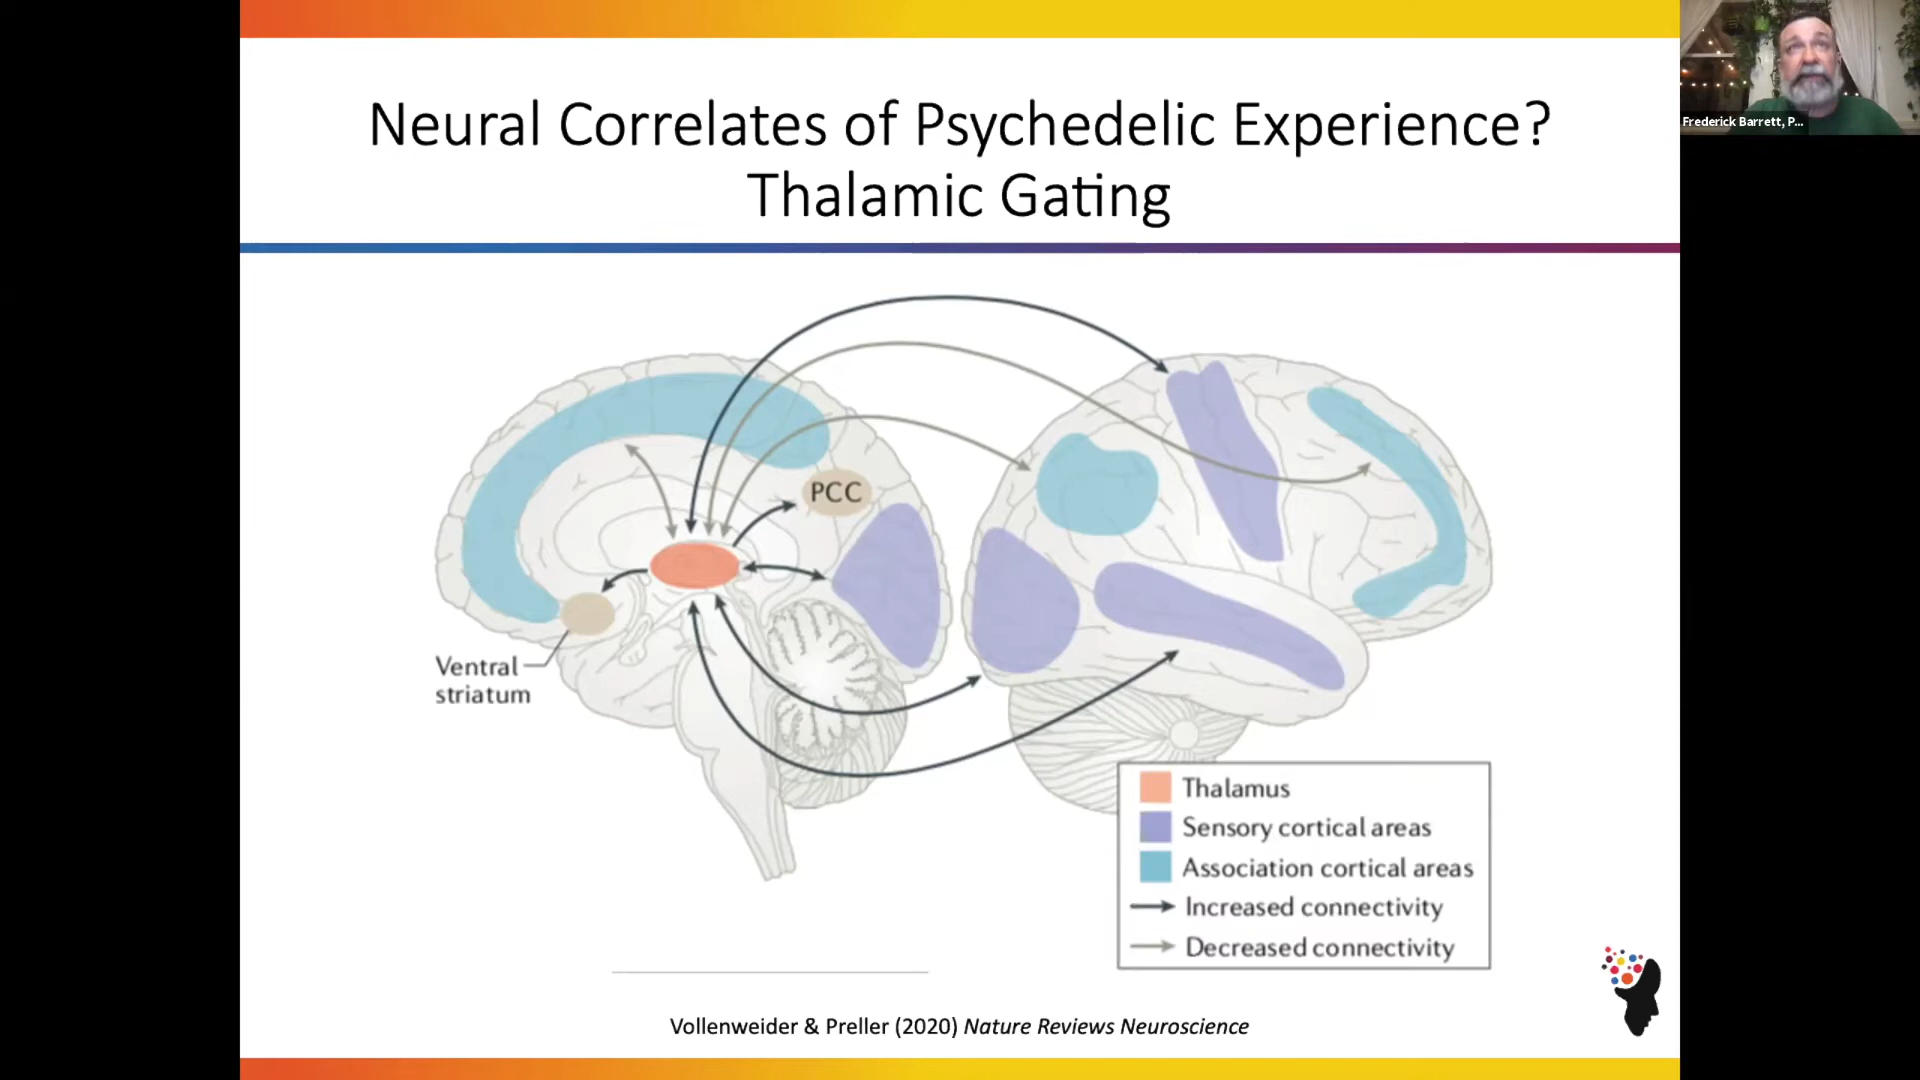 Neural Correlates of Psychedelic Experience?
Thalamic Gating
Frederick Barrett, P...
PCC
Ventral
striatum
Thalamus
Sensory cortical areas
Association cortical areas
Increased connectivity
Decreased connectivity
Vollenweider & Preller (2020) Nature Reviews Neuroscience